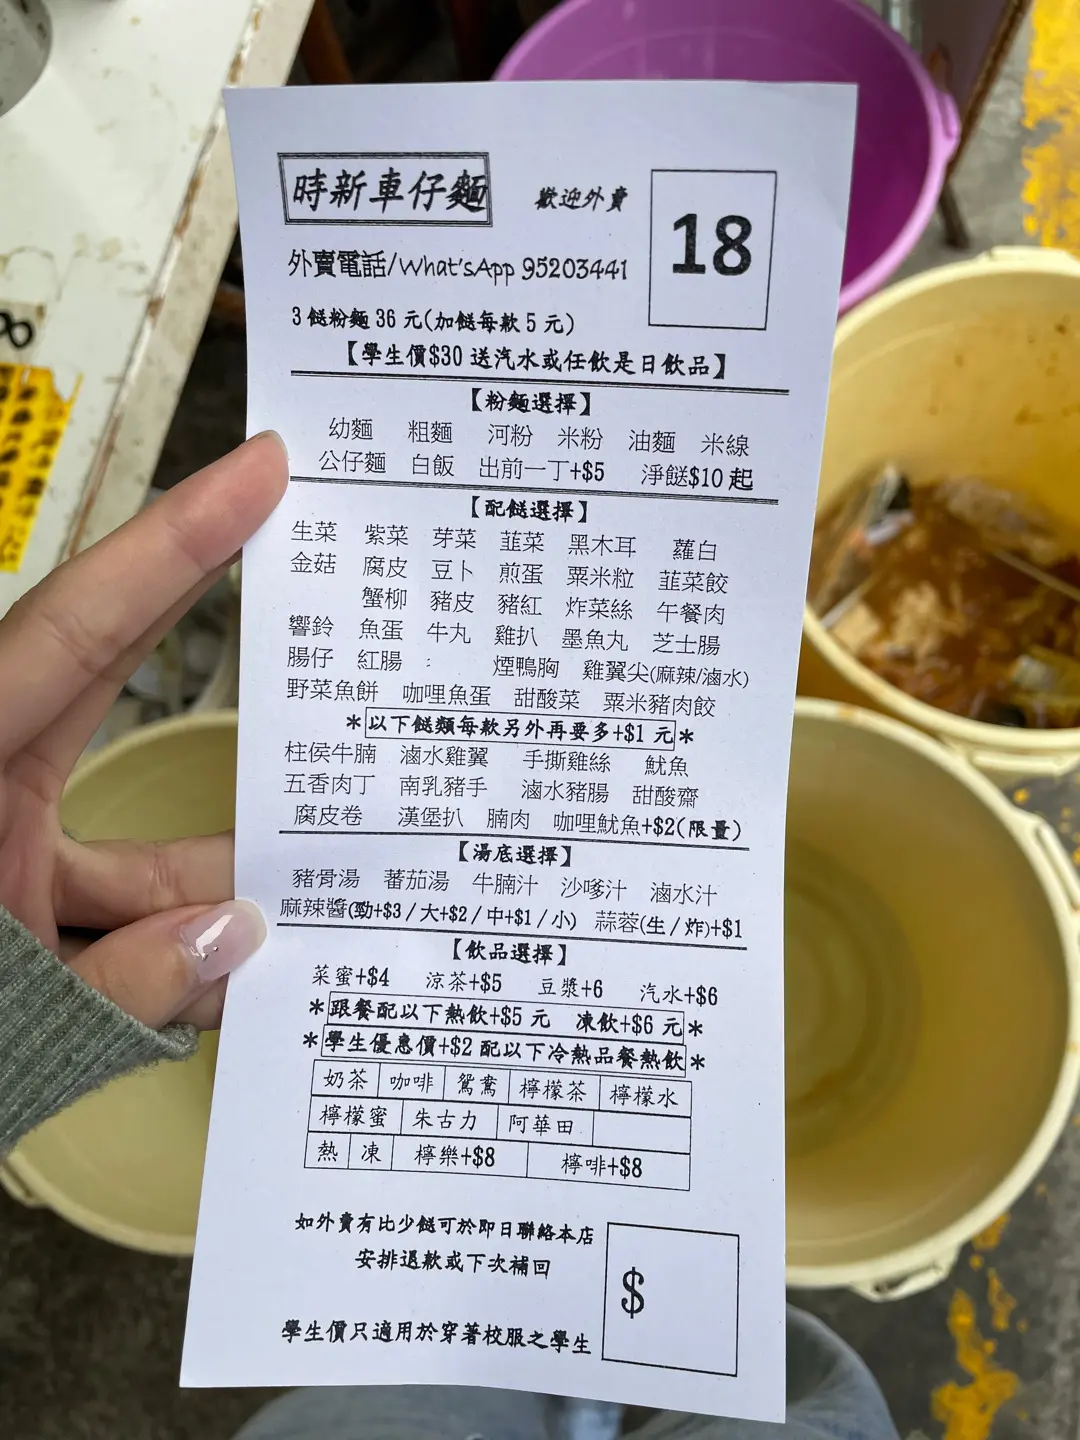 時新車仔麵 歡迎外賣 18
外賣電話/What'sApp 95203441
3 餸粉麵 36 元(加餸每款 5 元)
【學生價$30 送汽水或任飲是日飲品】
【粉麵選擇】
幼麵 粗麵 河粉 米粉 油麵 米線
公仔麵 白飯 出前一丁+$5 淨餸$10 起
【配餸選擇】
生菜 紫菜 芽菜 韮菜 黑木耳 蘿白
金菇 腐皮 豆卜 煎蛋 粟米粒 韮菜餃
蟹柳 豬皮 豬紅 炸菜絲 午餐肉
響鈴 魚蛋 牛丸 雞扒 墨魚丸 芝士腸
腸仔 紅腸 : 煙鴨胸 雞翼尖(麻辣/滷水)
野菜魚餅 咖哩魚蛋 甜酸菜 粟米豬肉餃
*以下餸類每款另外再要多+$1 元*
柱侯牛腩 滷水雞翼 手撕雞絲 魷魚
五香肉丁 南乳豬手 滷水豬腸 甜酸齋
腐皮卷 漢堡扒 腩肉 咖哩魷魚+$2(限量)
【湯底選擇】
豬骨湯 蕃茄湯 牛腩汁 沙嗲汁 滷水汁
麻辣醬(勁+$3 / 大+$2 / 中+$1 / 小) 蒜蓉(生 / 炸)+$1
【飲品選擇】
菜蜜+$4 涼茶+$5 豆漿+6 汽水+$6
*跟餐配以下熱飲+$5 元 凍飲+$6 元*
*學生優惠價+$2 配以下冷熱品餐熱飲*
奶茶 咖啡 鴛鴦 檸檬茶 檸檬水
檸檬蜜 朱古力 阿華田
熱 凍 檸樂+$8 檸啡+$8
如外賣有比少餸可於即日聯絡本店
安排退款或下次補回
$
學生價只適用於穿著校服之學生